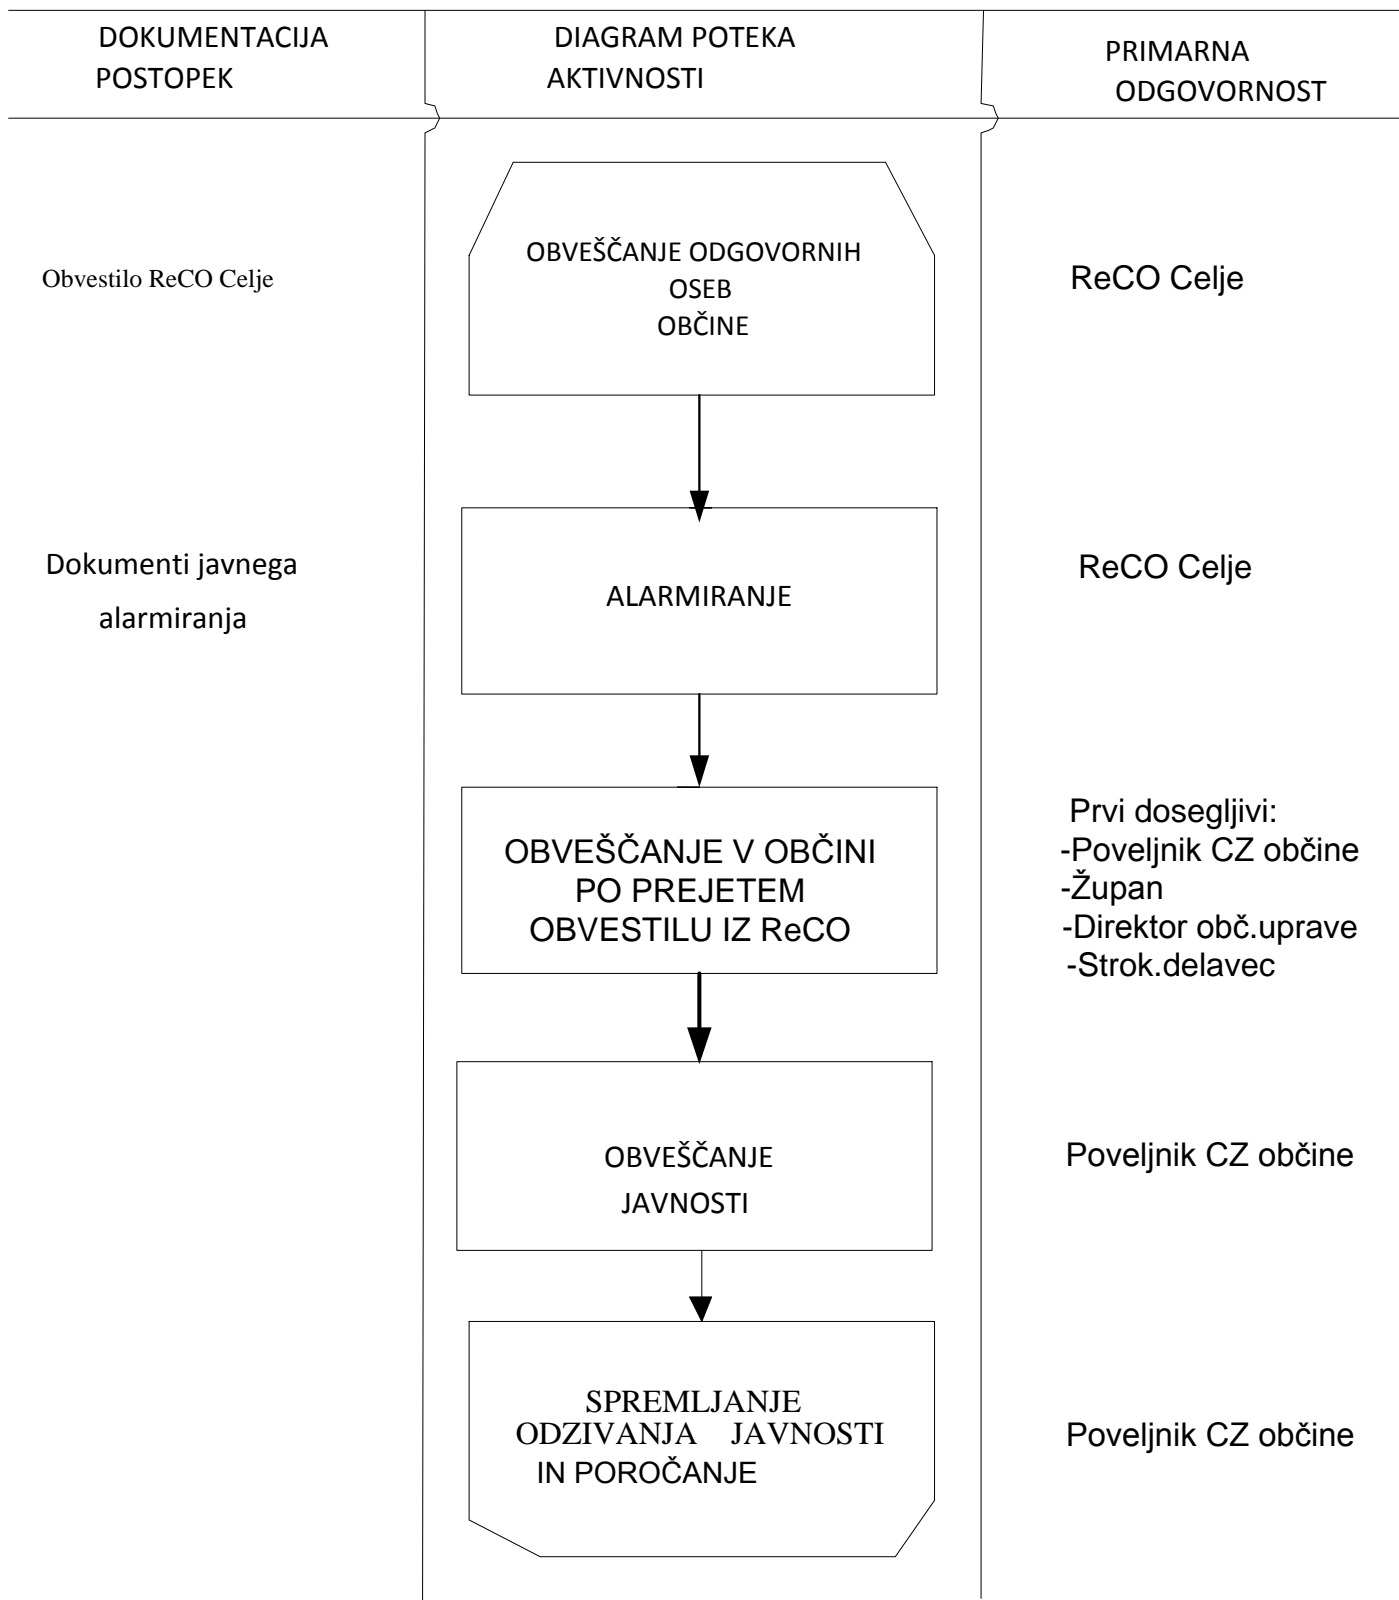 DOKUMENTACIJA
POSTOPEK
DIAGRAM POTEKA
AKTIVNOSTI
PRIMARNA
ODGOVORNOST
Obvestilo ReCO Celje
OBVEŠČANJE ODGOVORNIH
OSEB
OBČINE
ReCO Celje
Dokumenti javnega
alarmiranja
ALARMIRANJE
ReCO Celje
OBVEŠČANJE V OBČINI
PO PREJETEM
OBVESTILU IZ ReCO
Prvi dosegljivi:
-Poveljnik CZ občine
-Župan
-Direktor obč.uprave
-Strok.delavec
OBVEŠČANJE
JAVNOSTI
Poveljnik CZ občine
SPREMLJANJE
ODZIVANJA JAVNOSTI
IN POROČANJE
Poveljnik CZ občine